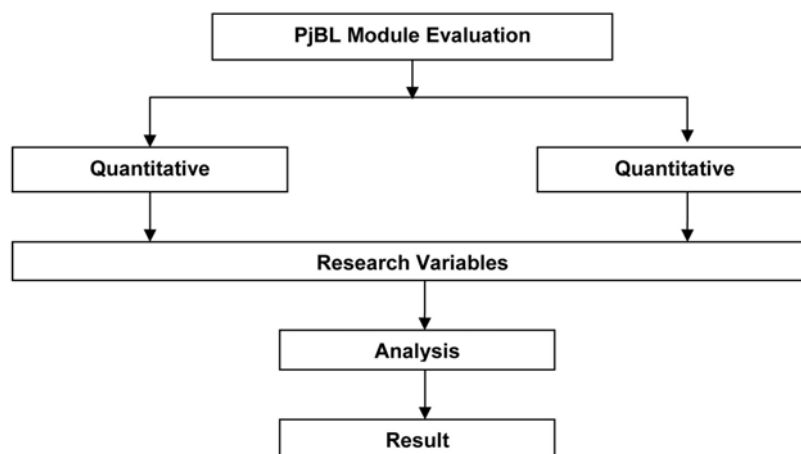 PjBL Module Evaluation
Quantitative
Quantitative
Research Variables
Analysis
Result